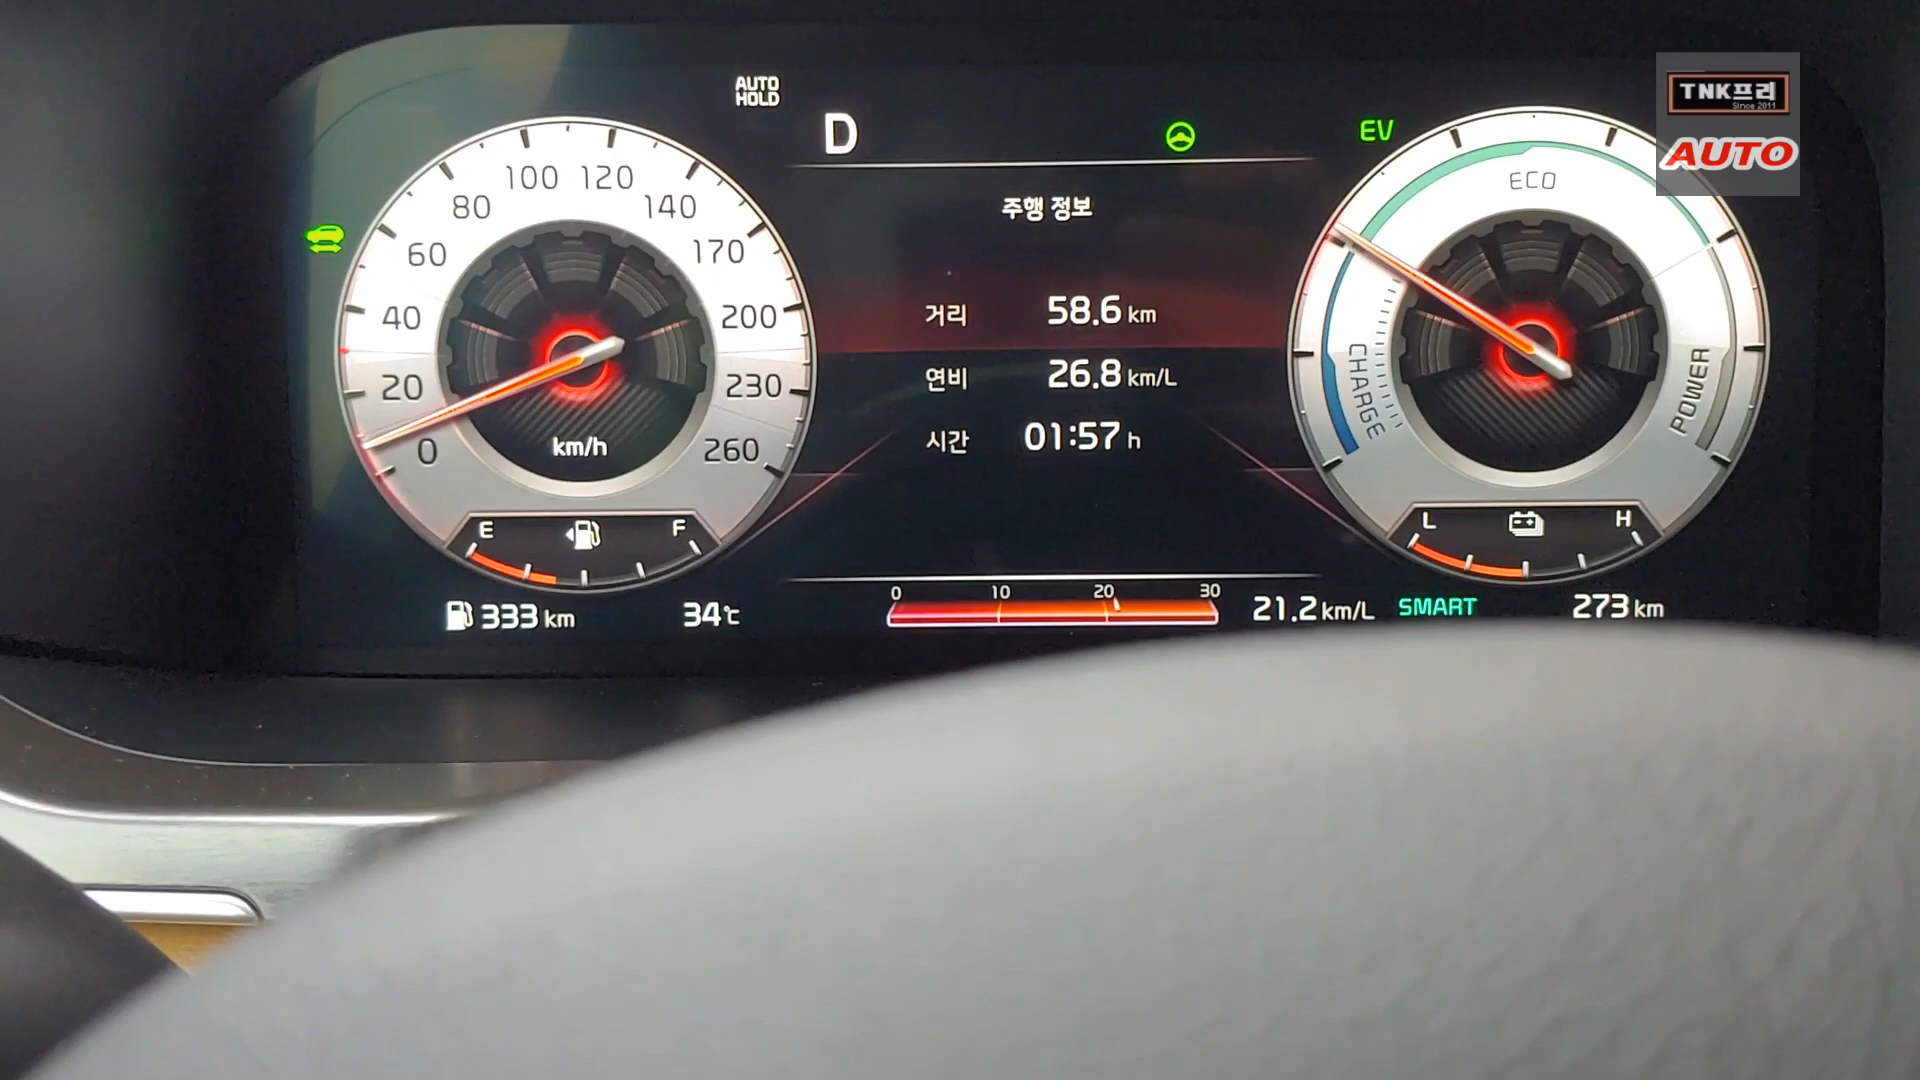 TNK프리
Since 2011
AUTO
AUTO
HOLD
D
EV
주행 정보
거리 58.6 km
연비 26.8 km/L
시간 01:57 h
0 20 40 60 80 100 120 140 170 200 230 260
km/h
E F
ECO
CHARGE
POWER
L H
0 10 20 30
333 km
34℃
21.2 km/L
SMART
273 km